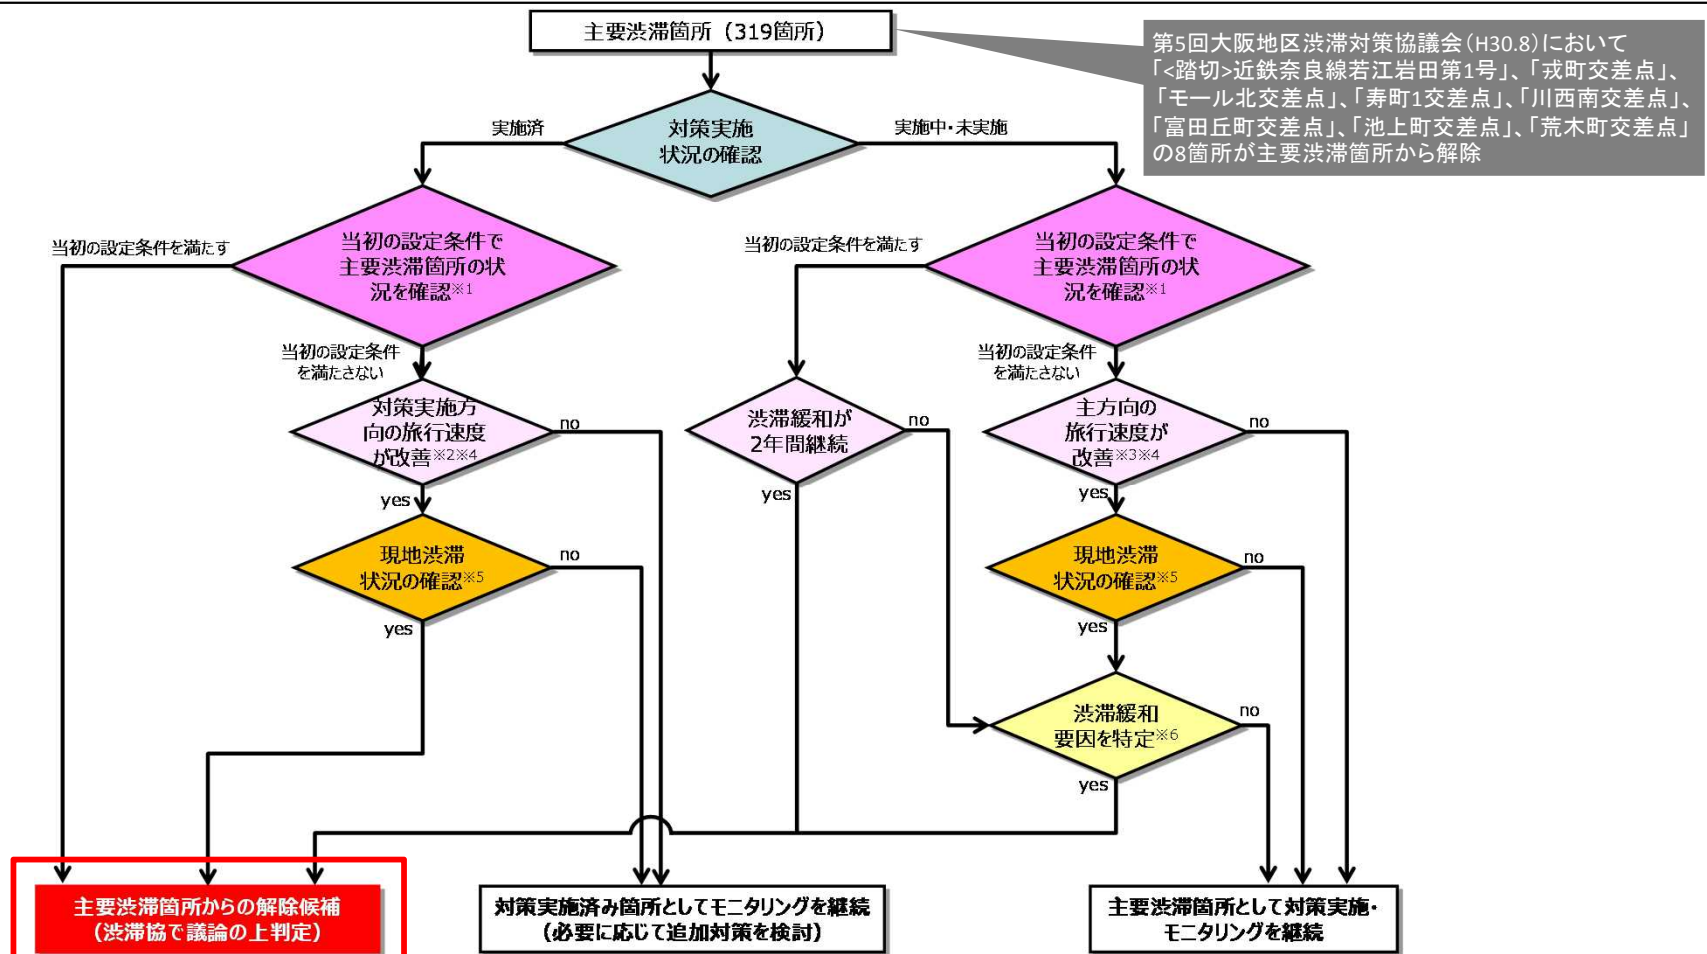 主要渋滞箇所（319箇所）
第5回大阪地区渋滞対策協議会（H30.8）において
「<踏切>近鉄奈良線若江岩田第1号」、「戎町交差点」、
「モール北交差点」、「寿町1交差点」、「川西南交差点」、
「富田丘町交差点」、「池上町交差点」、「荒木町交差点」
の8箇所が主要渋滞箇所から解除
実施済
対策実施
状況の確認
実施中・未実施
当初の設定条件を満たす
当初の設定条件で
主要渋滞箇所の状
況を確認※1
当初の設定条件を満たす
当初の設定条件で
主要渋滞箇所の状
況を確認※1
当初の設定条件
を満たさない
当初の設定条件
を満たさない
対策実施方
向の旅行速度
が改善※2※4
no
yes
渋滞緩和が
2年間継続
no
yes
主方向の
旅行速度が
改善※3※4
no
yes
現地渋滞
状況の確認※5
no
yes
現地渋滞
状況の確認※5
no
yes
渋滞緩和
要因を特定※6
no
yes
主要渋滞箇所からの解除候補
（渋滞協で議論の上判定）
対策実施済み箇所としてモニタリングを継続
（必要に応じて追加対策を検討）
主要渋滞箇所として対策実施・
モニタリングを継続